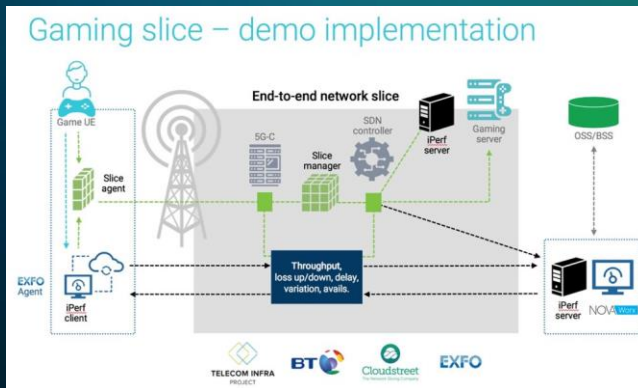 Gaming slice – demo implementation
End-to-end network slice
Game UE
5G-C
Slice
manager
SDN
controller
iPerf
server
Gaming
server
OSS/BSS
Slice
agent
EXFO
Agent
iPerf
client
Throughput,
loss up/down, delay,
variation, avails.
iPerf
server
NOVA Worx
TELECOM INFRA
PROJECT
BT
Cloudstreet
EXFO